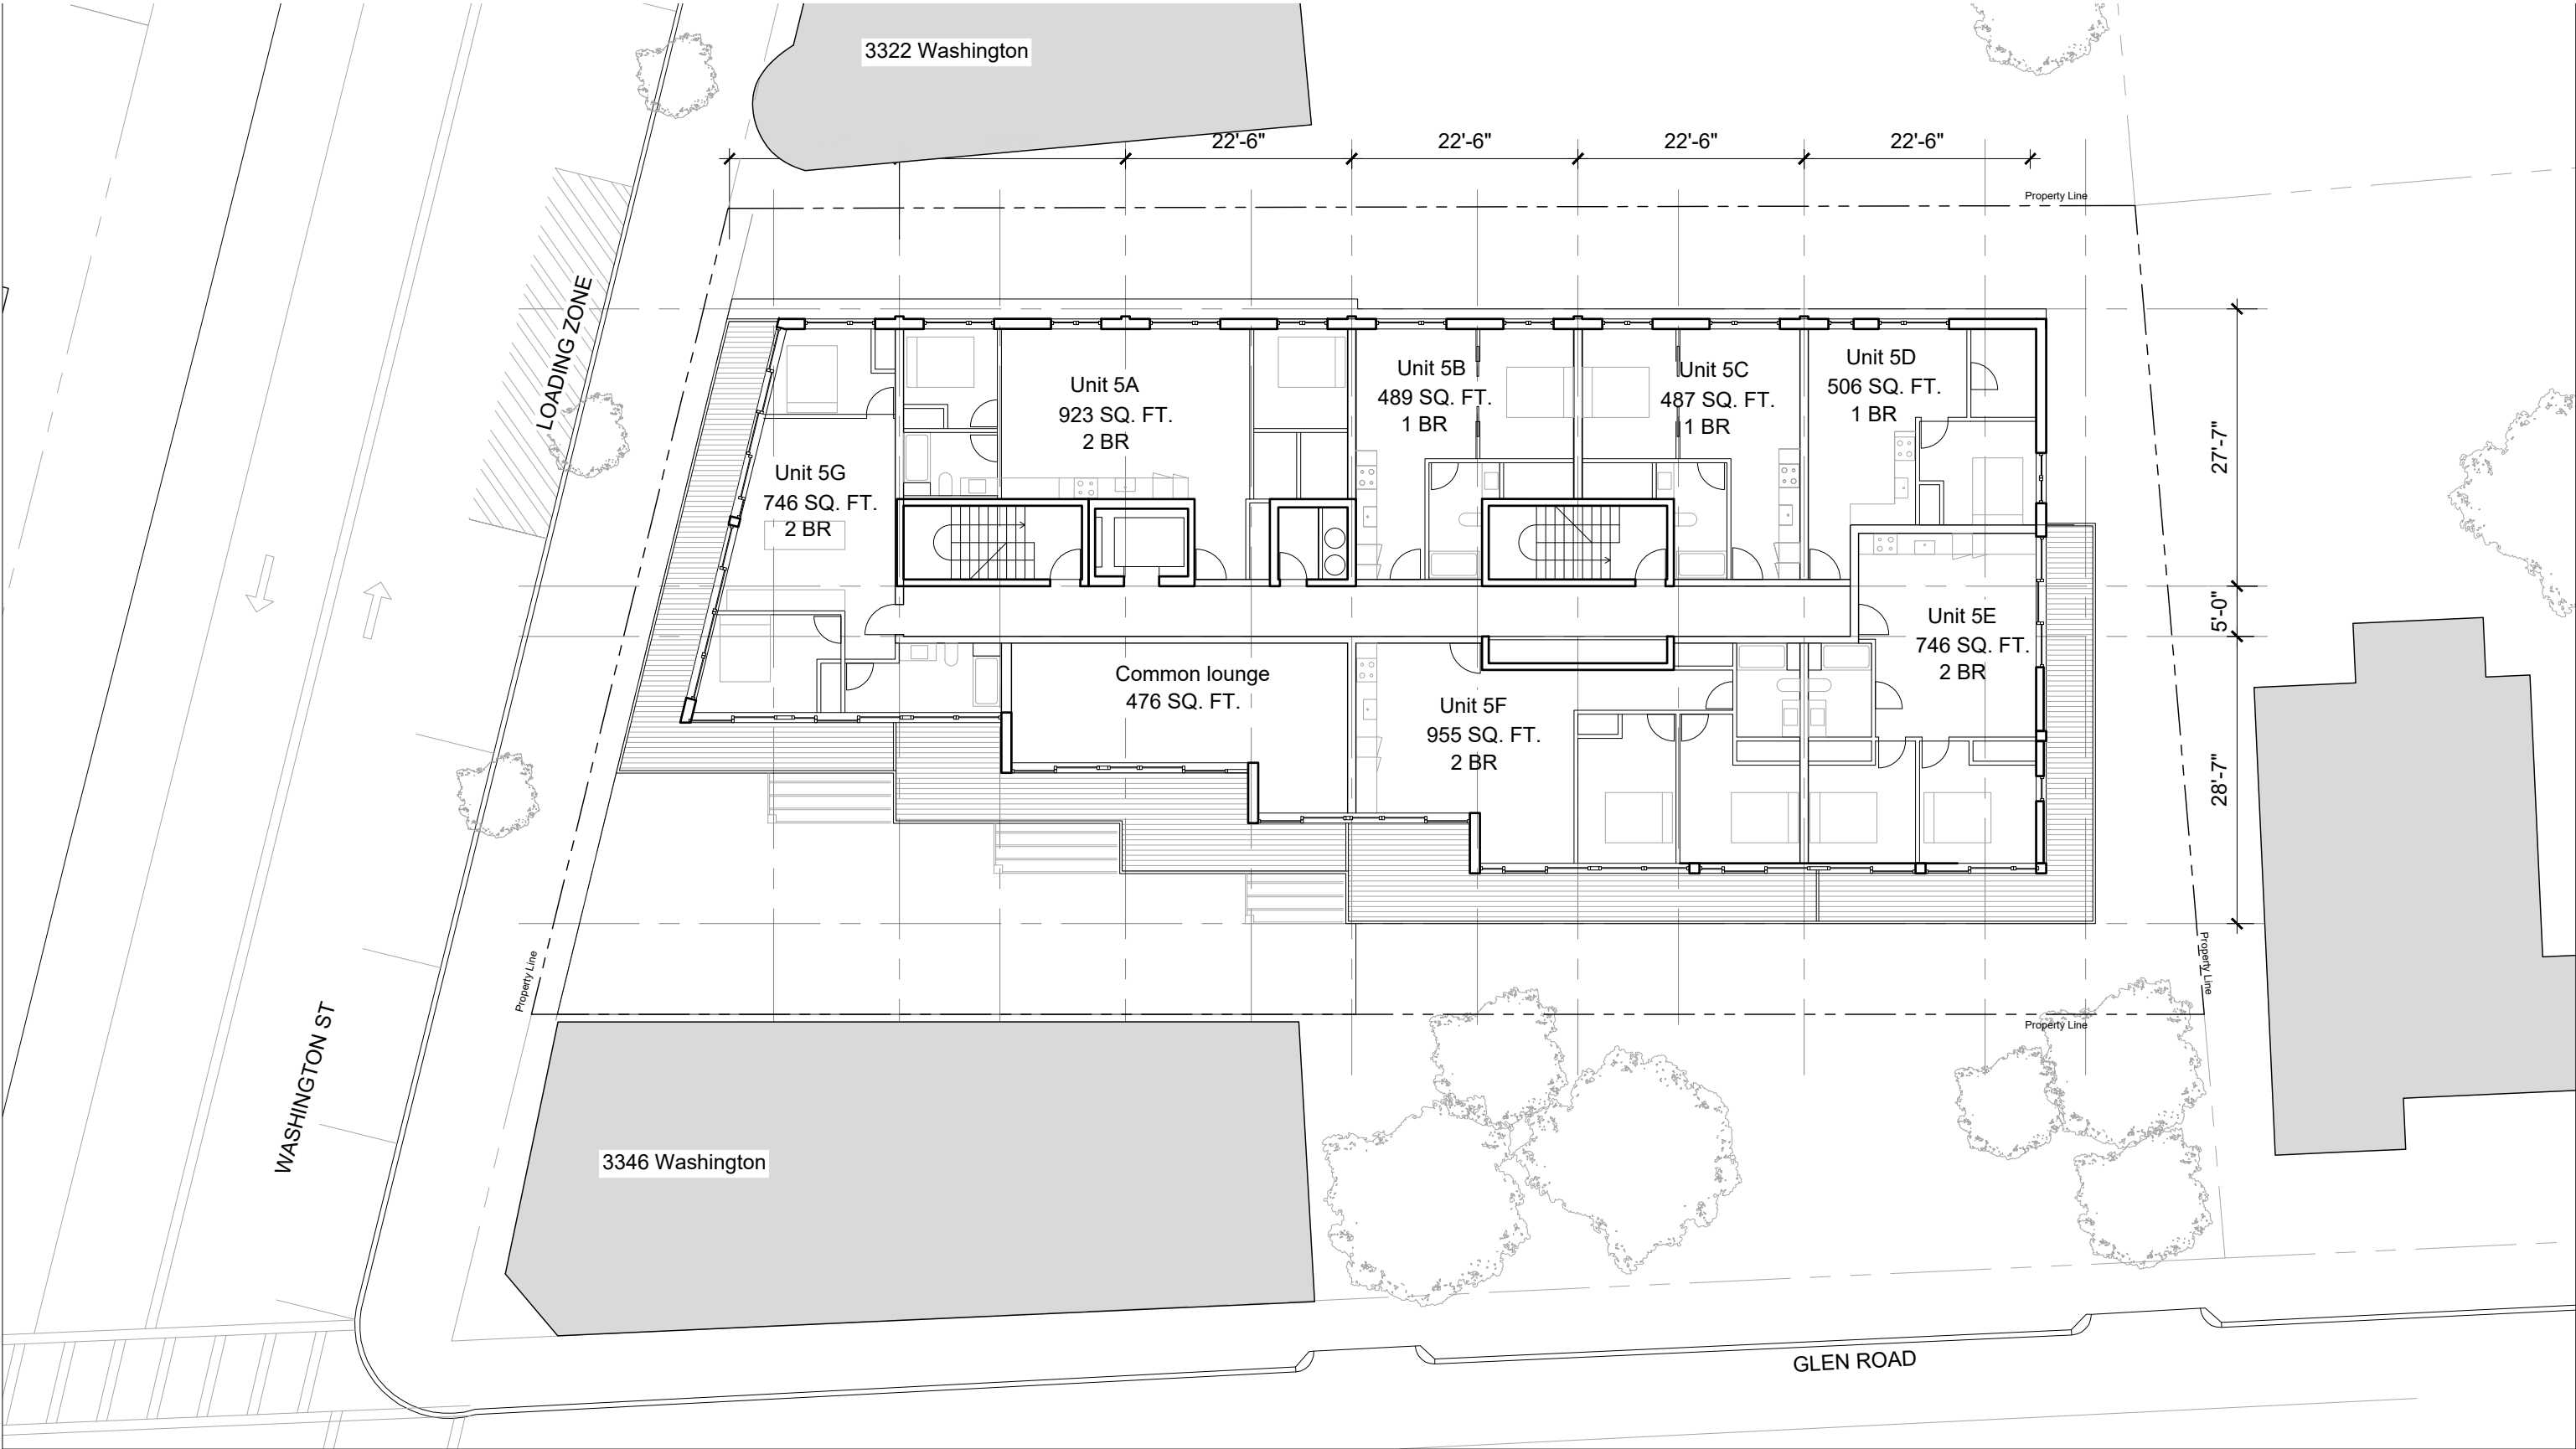 3322 Washington
22'-6"
22'-6"
22'-6"
22'-6"
Property Line
LOADING ZONE
Unit 5A
923 SQ. FT.
2 BR
Unit 5B
489 SQ. FT.
1 BR
Unit 5C
487 SQ. FT.
1 BR
Unit 5D
506 SQ. FT.
1 BR
27'-7"
Unit 5G
746 SQ. FT.
2 BR
5'-0"
Unit 5E
746 SQ. FT.
2 BR
Common lounge
476 SQ. FT.
Unit 5F
955 SQ. FT.
2 BR
28'-7"
Property Line
Property Line
Property Line
WASHINGTON ST
3346 Washington
GLEN ROAD